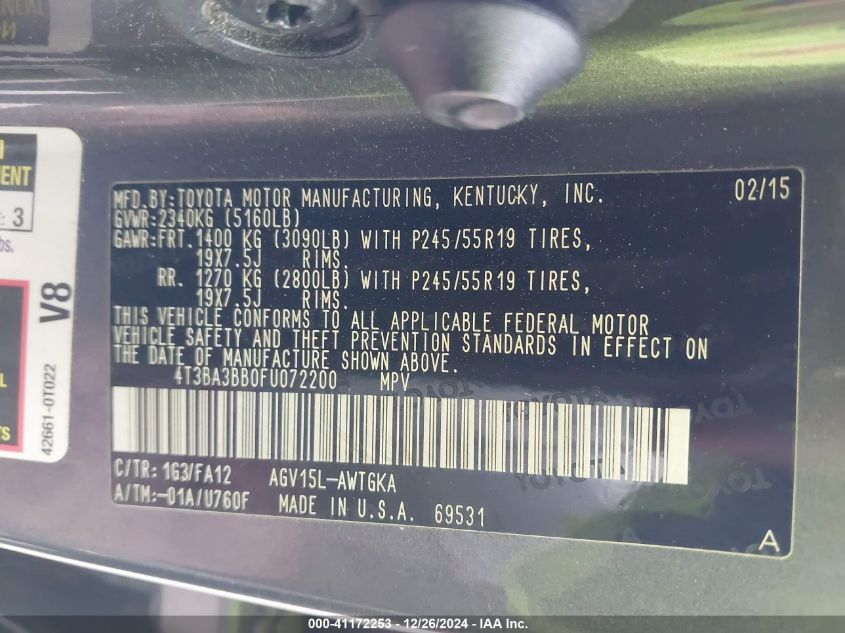 MENT
: 3
bs.
V8
42661-0T022
L
TS
MFD.BY:TOYOTA MOTOR MANUFACTURING, KENTUCKY, INC. 02/15
GVWR:2340KG (5160LB)
GAWR:FRT.1400 KG (3090LB) WITH P245/55R19 TIRES,
19X7.5J RIMS.
RR. 1270 KG (2800LB) WITH P245/55R19 TIRES,
19X7.5J RIMS.
THIS VEHICLE CONFORMS TO ALL APPLICABLE FEDERAL MOTOR
VEHICLE SAFETY AND THEFT PREVENTION STANDARDS IN EFFECT ON
THE DATE OF MANUFACTURE SHOWN ABOVE.
4T3BA3BB0FU072200 MPV
C/TR: 1G3/FA12 AGV15L-AWTGKA
A/TM:-01A/U760F MADE IN U.S.A. 69531
A
000-41172253 - 12/26/2024 - IAA Inc.